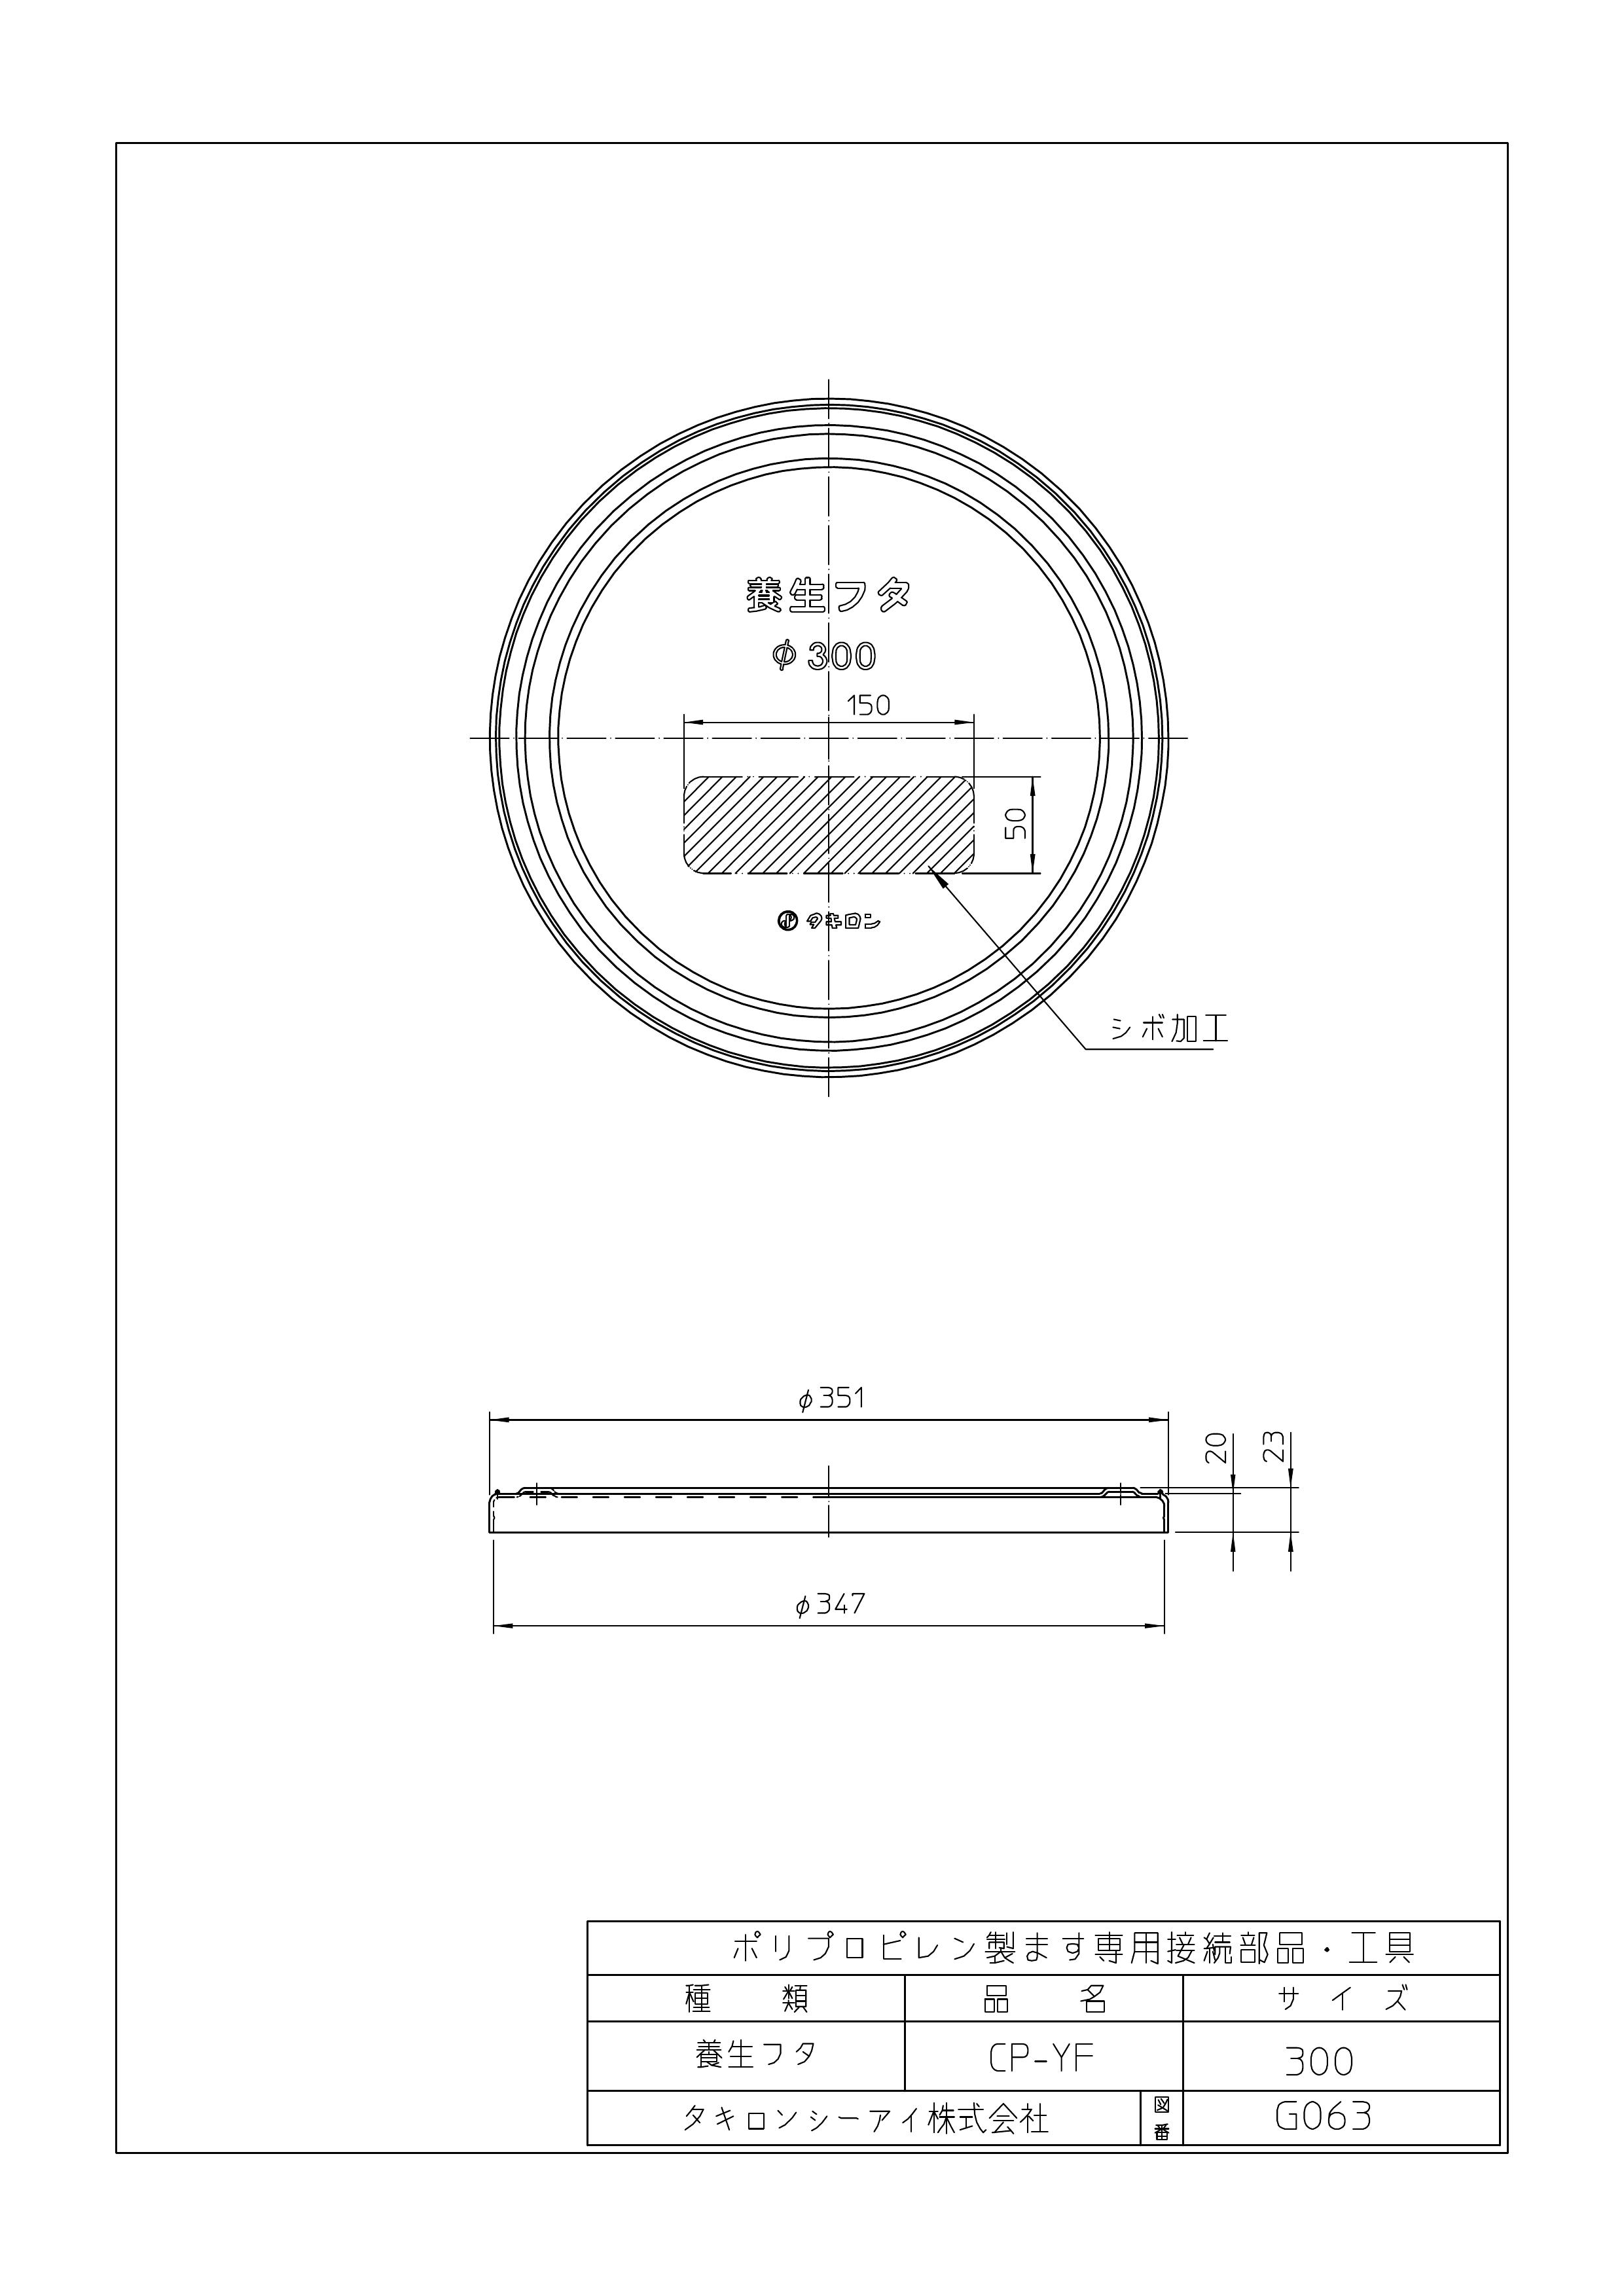 養生フタ
φ300
150
50
タキロン
シボ加工
φ351
20
23
φ347
ポリプロピレン製ます専用接続部品・工具
種類 品名 サイズ
養生フタ CP-YF 300
タキロンシーアイ株式会社 図番 G063